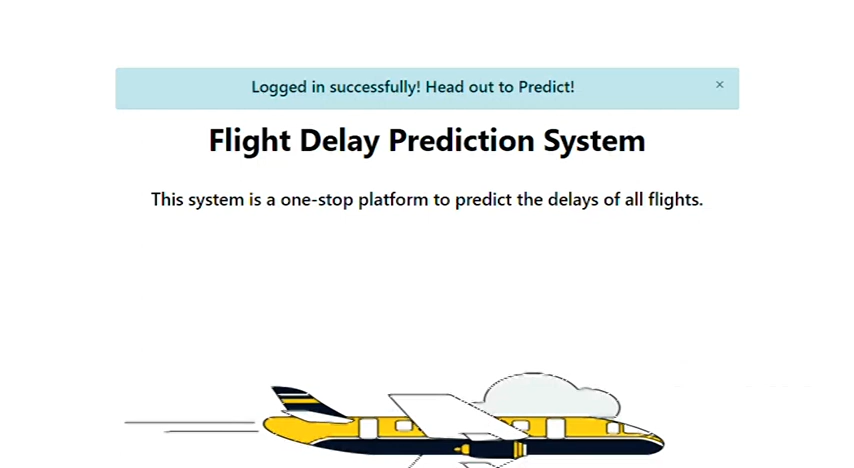 Logged in successfully! Head out to Predict!
×
Flight Delay Prediction System
This system is a one-stop platform to predict the delays of all flights.